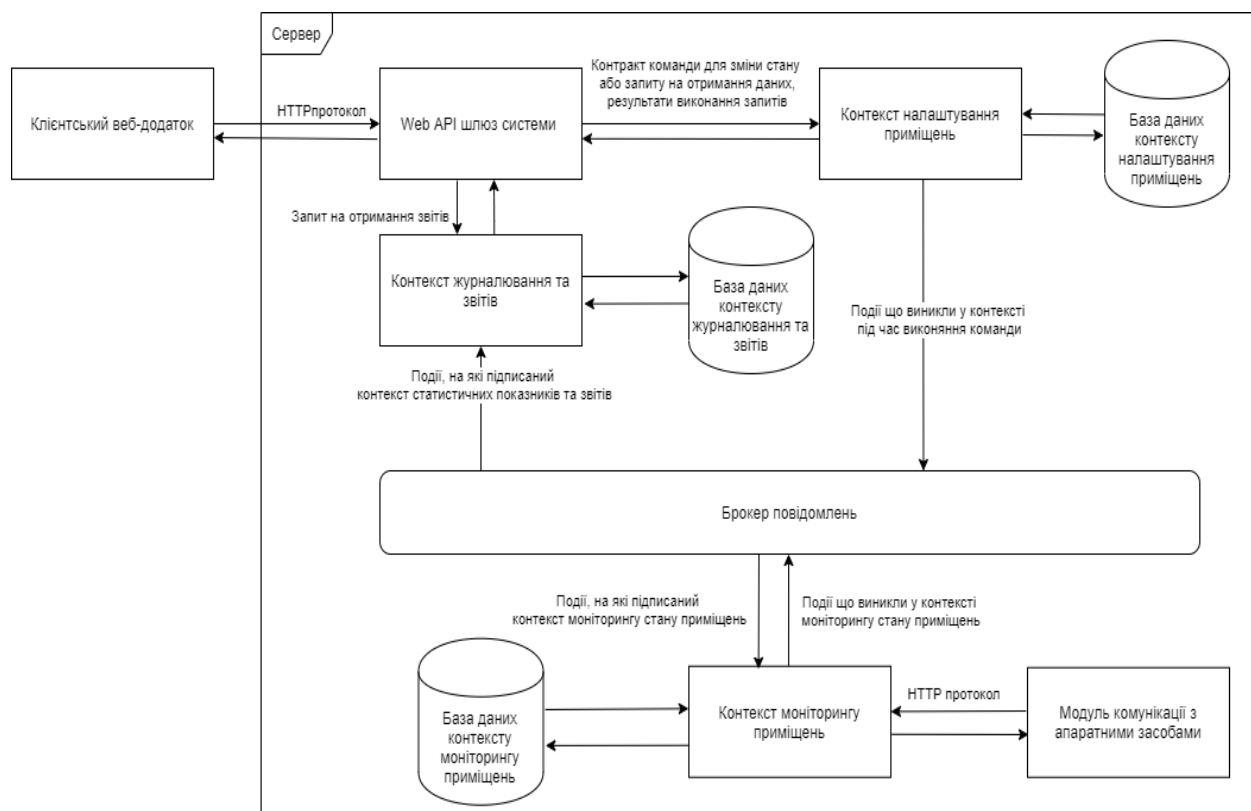 Сервер
Клієнтський веб-додаток
HTTPпротокол
Web API шлюз системи
Контракт команди для зміни стану
або запиту на отримання даних,
результати виконання запитів
Контекст налаштування
приміщень
База даних
контексту
налаштування
приміщень
Запит на отримання звітів
Контекст журналювання та
звітів
База даних
контексту
журналювання та
звітів
Події що виникли у контексті
під час виконяння команди
Події, на які підписаний
контекст статистичних показників та звітів
Брокер повідомлень
Події, на які підписаний
контекст моніторингу стану приміщень
Події що виникли у контексті
моніторингу стану приміщень
База даних
контексту
моніторингу
приміщень
Контекст моніторингу
приміщень
HTTP протокол
Модуль комунікації з
апаратними засобами